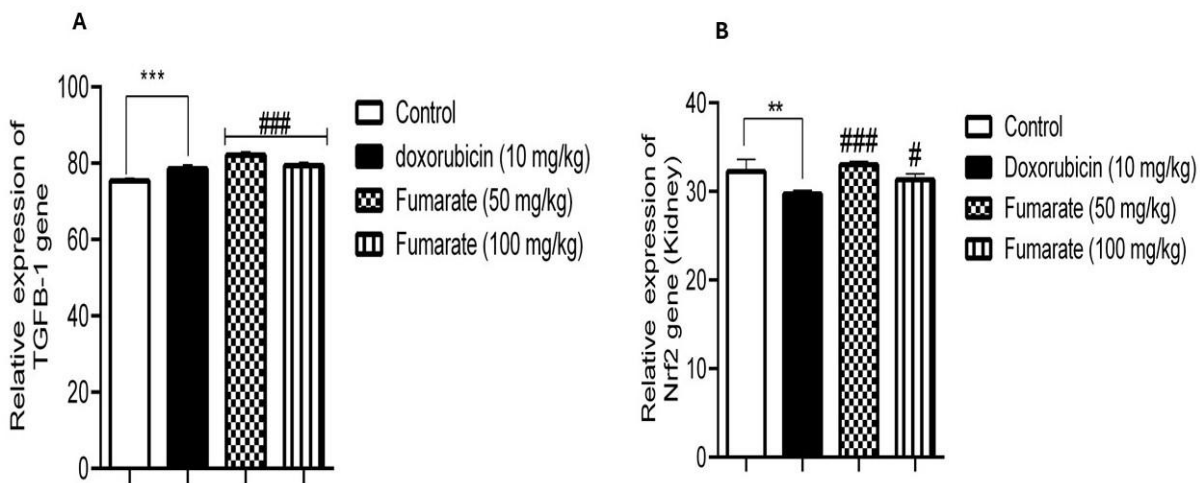 A
Relative expression of
TGFB-1 gene
100
80
60
40
20
0
***
###
Control
doxorubicin (10 mg/kg)
Fumarate (50 mg/kg)
Fumarate (100 mg/kg)
B
Relative expression of
Nrf2 gene (Kidney)
40
30
20
10
0
**
###
#
Control
Doxorubicin (10 mg/kg)
Fumarate (50 mg/kg)
Fumarate (100 mg/kg)